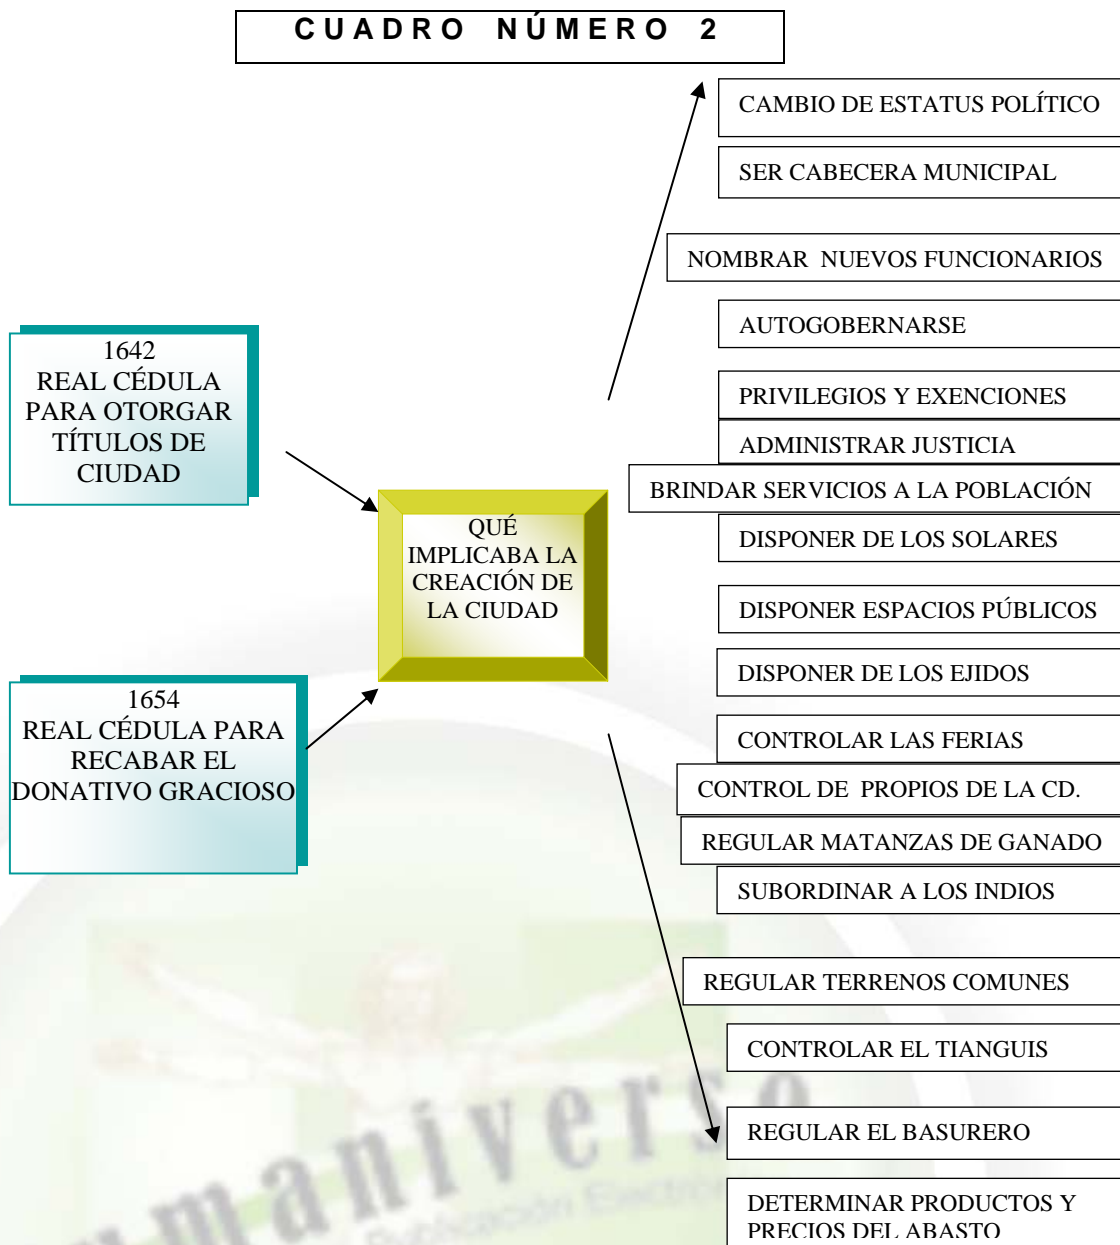 CUADRO NÚMERO 2
1642
REAL CÉDULA
PARA OTORGAR
TÍTULOS DE
CIUDAD
1654
REAL CÉDULA PARA
RECABAR EL
DONATIVO GRACIOSO
QUÉ
IMPLICABA LA
CREACIÓN DE
LA CIUDAD
CAMBIO DE ESTATUS POLÍTICO
SER CABECERA MUNICIPAL
NOMBRAR NUEVOS FUNCIONARIOS
AUTOGOBERNARSE
PRIVILEGIOS Y EXENCIONES
ADMINISTRAR JUSTICIA
BRINDAR SERVICIOS A LA POBLACIÓN
DISPONER DE LOS SOLARES
DISPONER ESPACIOS PÚBLICOS
DISPONER DE LOS EJIDOS
CONTROLAR LAS FERIAS
CONTROL DE PROPIOS DE LA CD.
REGULAR MATANZAS DE GANADO
SUBORDINAR A LOS INDIOS
REGULAR TERRENOS COMUNES
CONTROLAR EL TIANGUIS
REGULAR EL BASURERO
DETERMINAR PRODUCTOS Y
PRECIOS DEL ABASTO